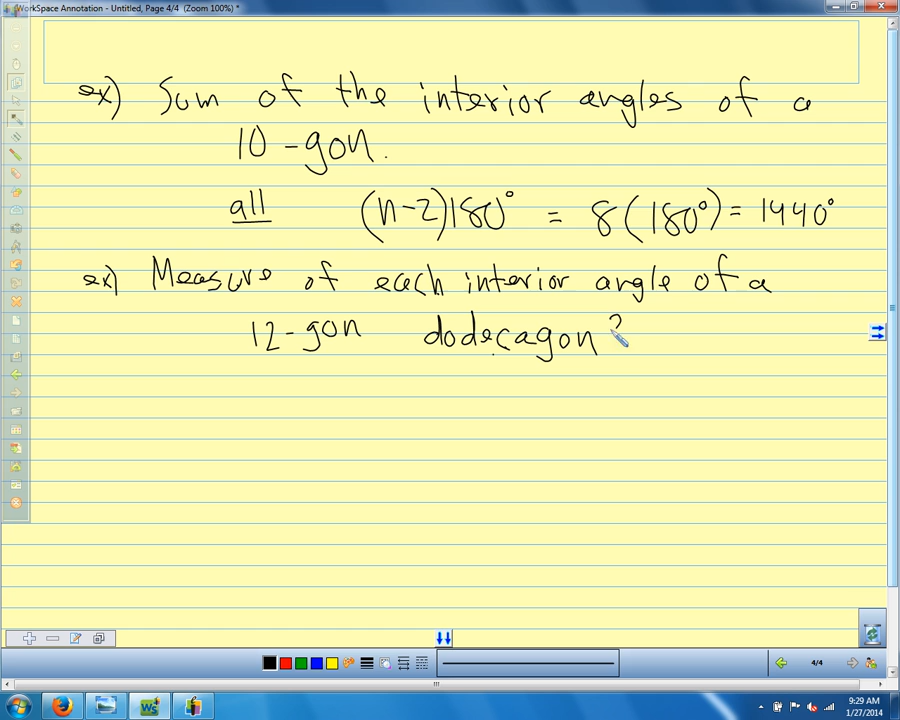 WorkSpace Annotation - Untitled, Page 4/4 (Zoom 100%) *
ex) Sum of the interior angles of a
10-gon.
all (n-2)180° = 8(180°) = 1440°
ex) Measure of each interior angle of a
12-gon dodecagon?
4/4
9:29 AM
1/27/2014